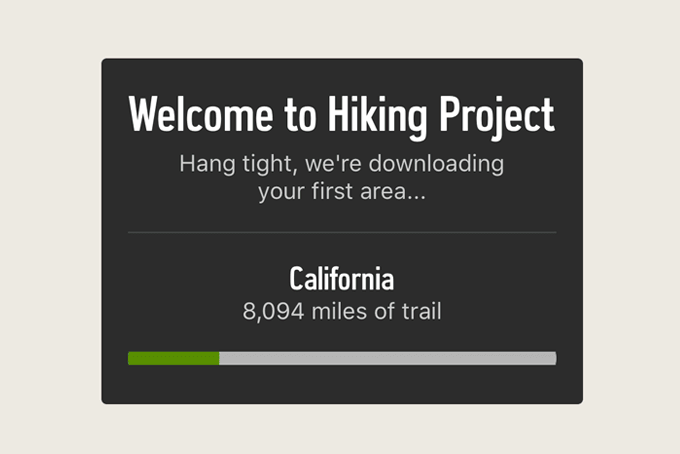 Welcome to Hiking Project
Hang tight, we're downloading
your first area...
California
8,094 miles of trail